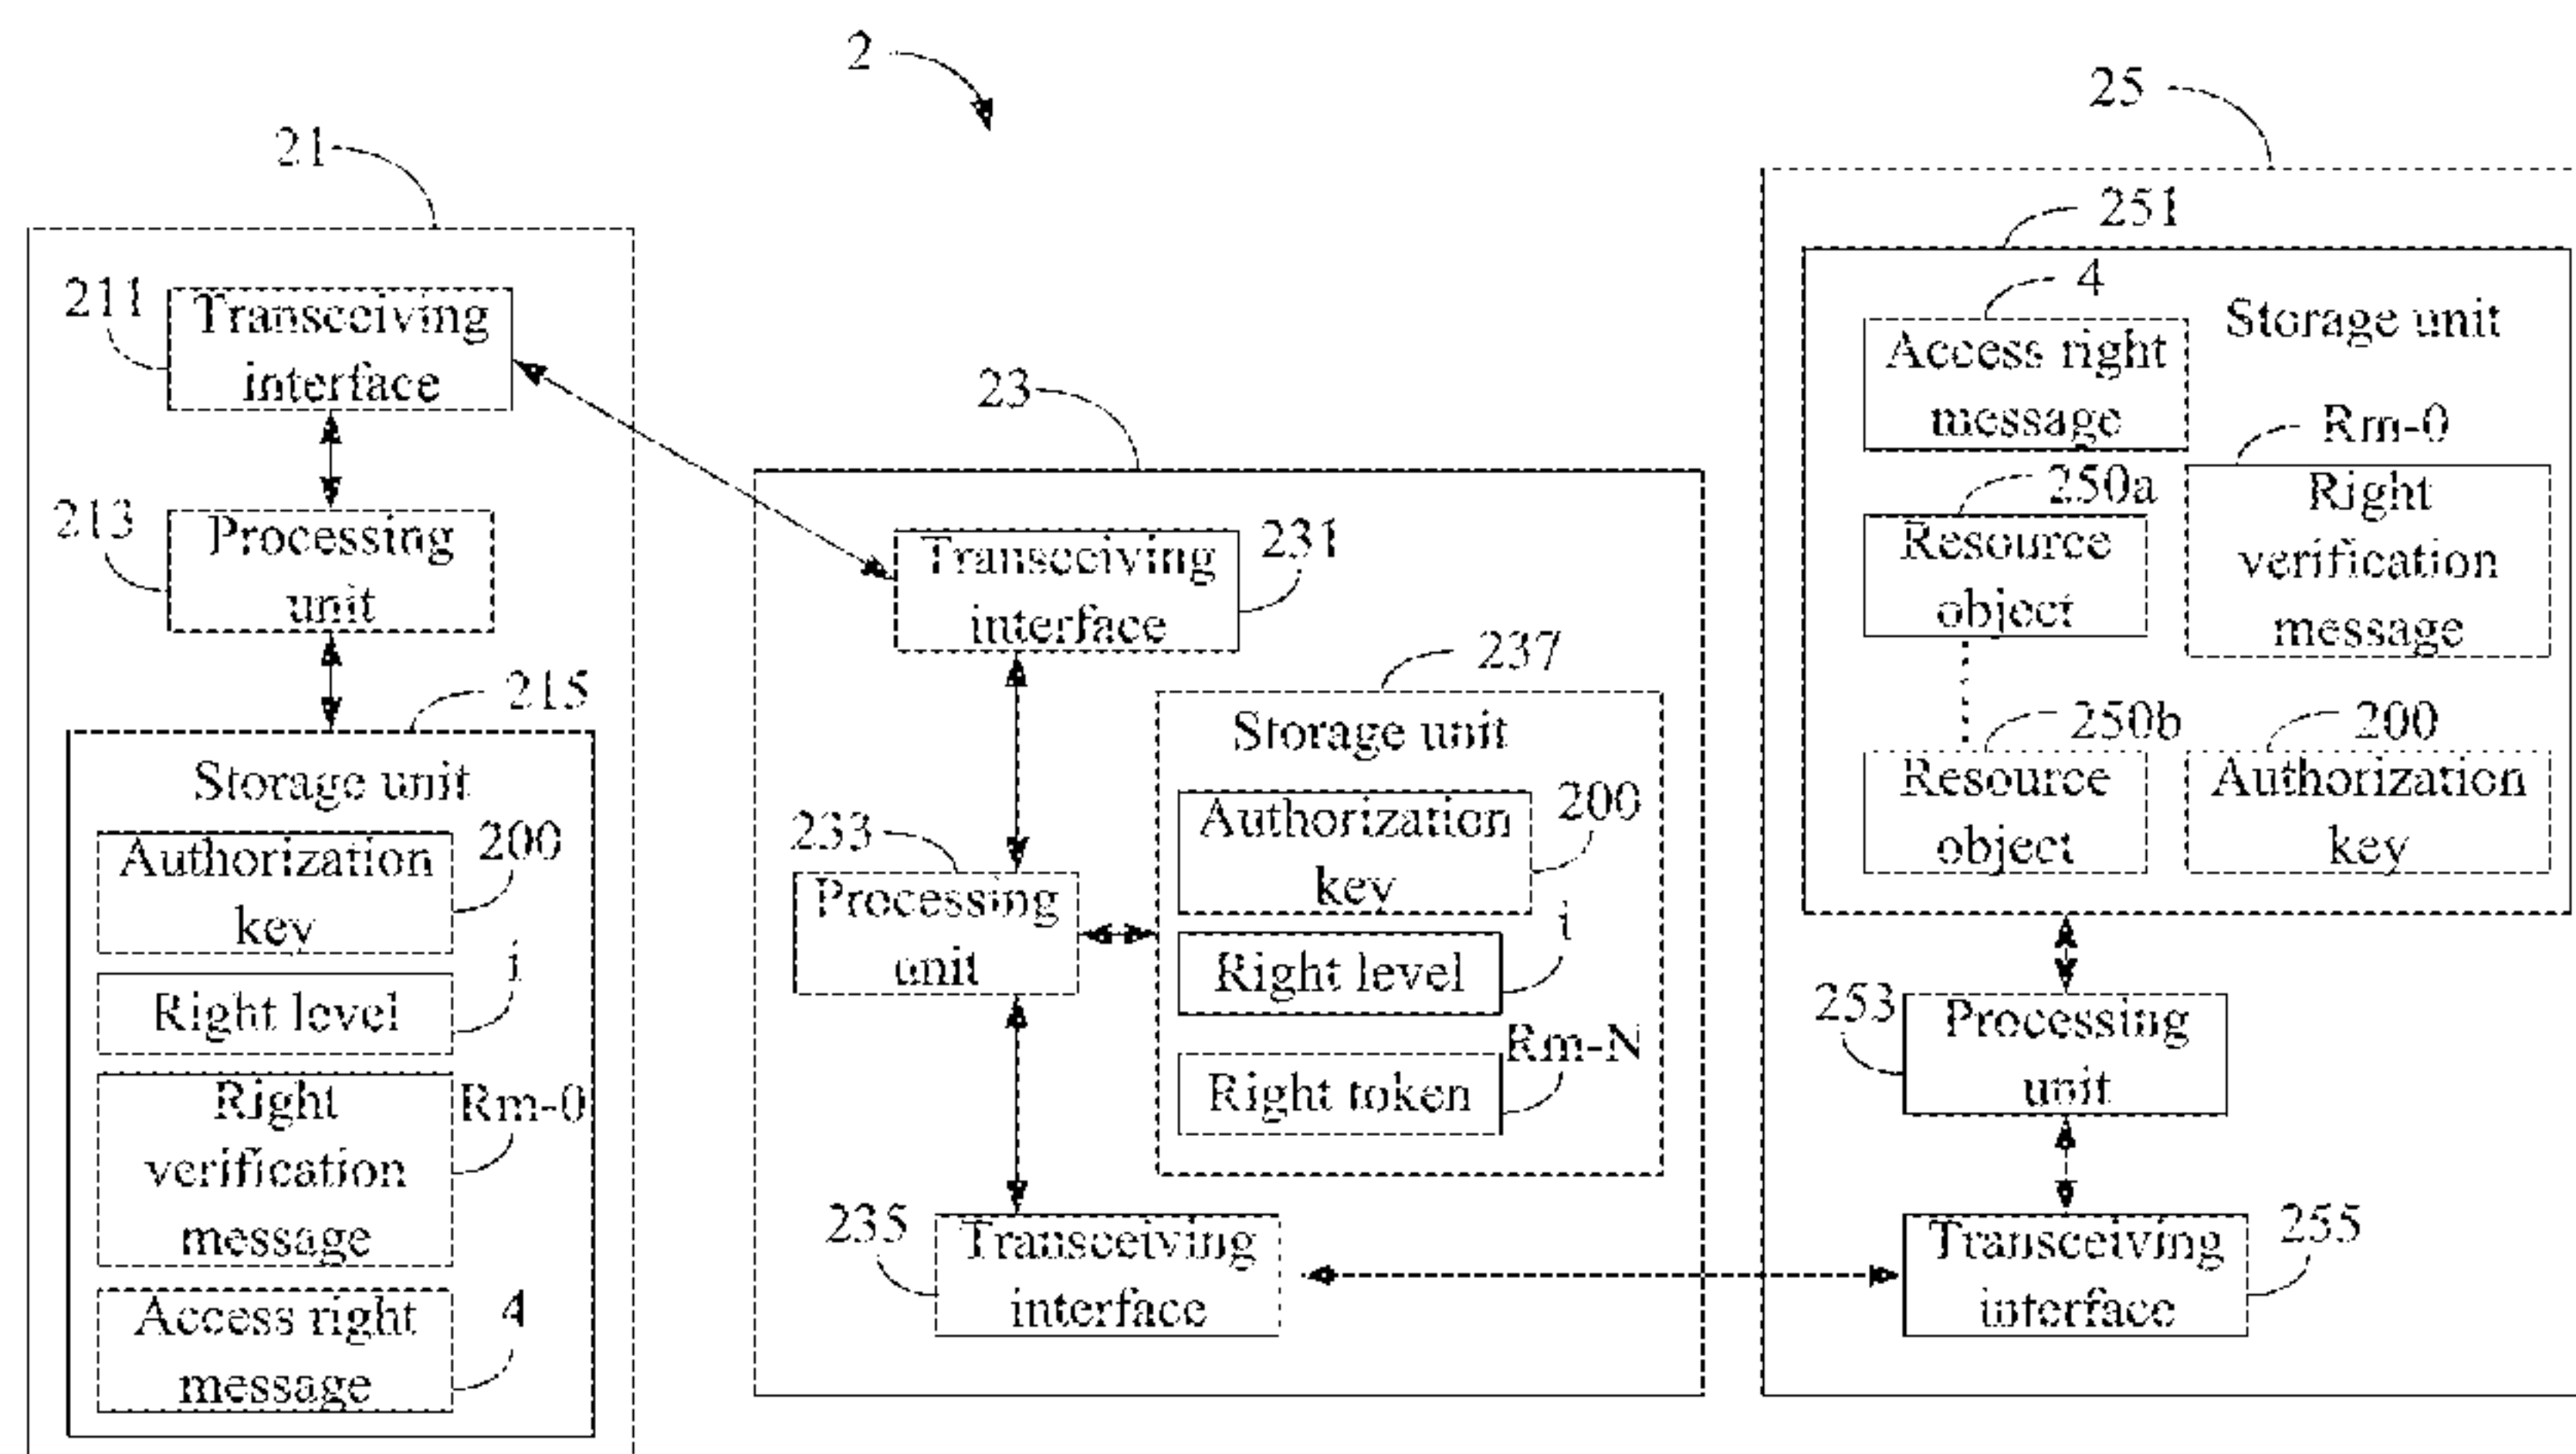 2
21
211
Transceiving
interface
213
Processing
unit
215
Storage unit
Authorization
key
200
Right level
i
Right
verification
message
Rm-0
Access right
message
4
23
Transceiving
interface
231
237
Storage unit
Authorization
key
200
Right level
i
Right token
Rm-N
233
Processing
unit
235
Transceiving
interface
25
251
Storage unit
4
Access right
message
Rm-0
Right
verification
message
250a
Resource
object
250b
Resource
object
200
Authorization
key
253
Processing
unit
Transceiving
interface
255